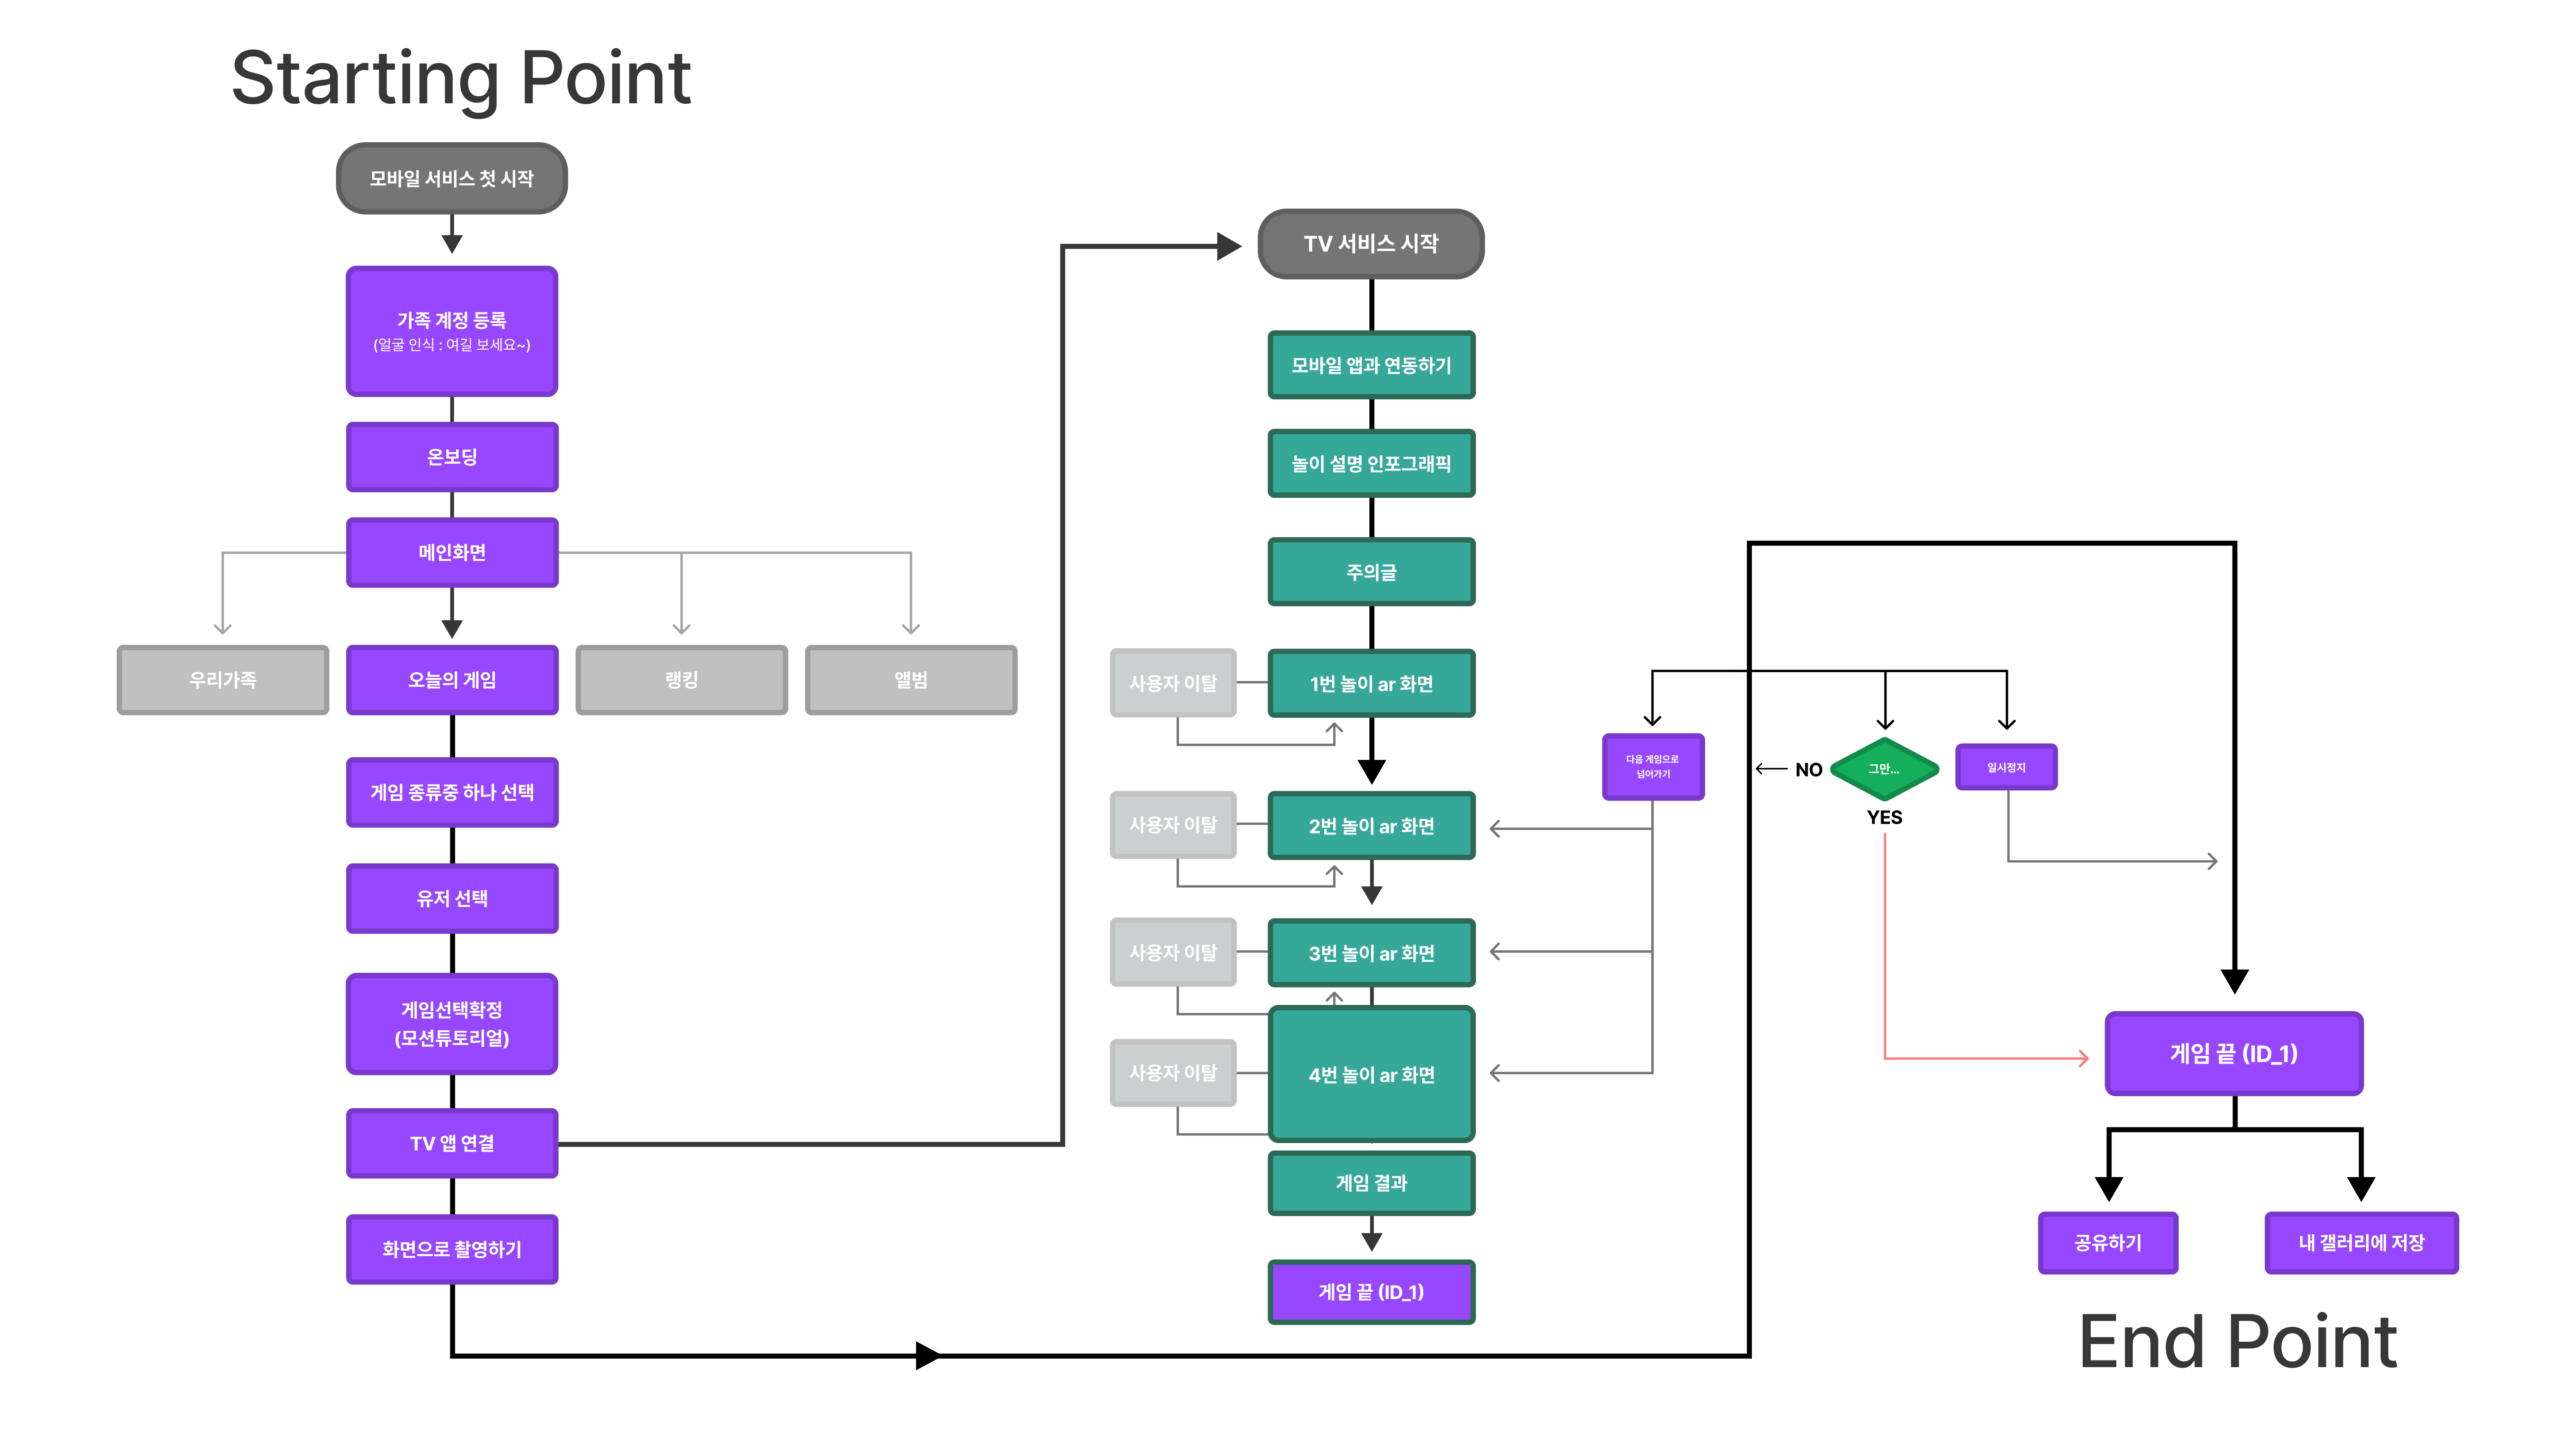 Starting Point
모바일 서비스 첫 시작
가족 계정 등록
(얼굴 인식 : 여길 보세요~)
온보딩
메인화면
우리가족
오늘의 게임
랭킹
앨범
게임 종류중 하나 선택
유저 선택
게임선택확정
(모션튜토리얼)
TV 앱 연결
화면으로 촬영하기
TV 서비스 시작
모바일 앱과 연동하기
놀이 설명 인포그래픽
주의글
사용자 이탈
1번 놀이 ar 화면
사용자 이탈
2번 놀이 ar 화면
사용자 이탈
3번 놀이 ar 화면
사용자 이탈
4번 놀이 ar 화면
게임 결과
게임 끝 (ID_1)
다음 게임으로
넘어가기
NO
그만...
YES
일시정지
게임 끝 (ID_1)
공유하기
내 갤러리에 저장
End Point